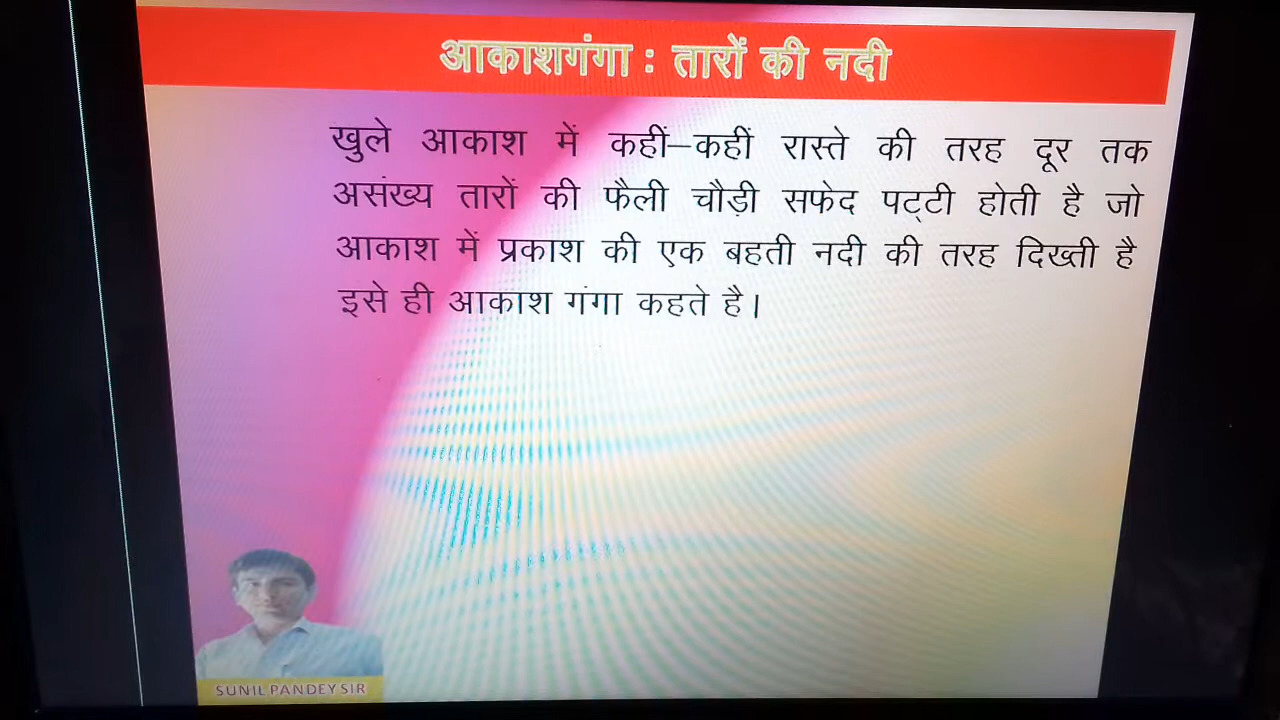 आकाशगंगा : तारों की नदी
खुले आकाश में कहीं–कहीं रास्ते की तरह दूर तक
असंख्य तारों की फैली चौड़ी सफेद पट्टी होती है जो
आकाश में प्रकाश की एक बहती नदी की तरह दिख्ती है
इसे ही आकाश गंगा कहते है।
SUNIL PANDEY SIR